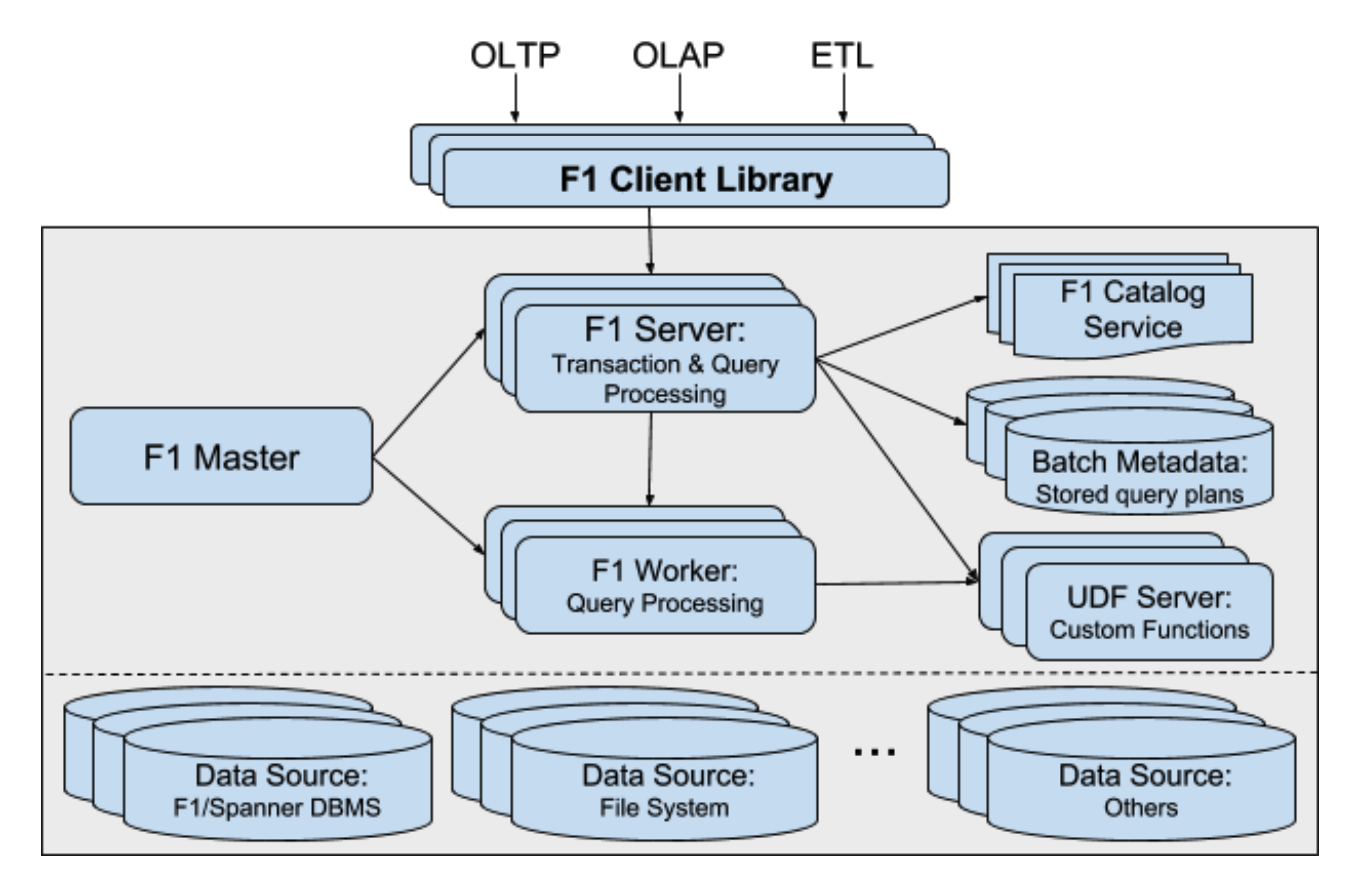 OLTP OLAP ETL
F1 Client Library
F1 Server:
Transaction & Query
Processing
F1 Catalog
Service
Batch Metadata:
Stored query plans
F1 Master
F1 Worker:
Query Processing
UDF Server:
Custom Functions
Data Source:
F1/Spanner DBMS
Data Source:
File System
...
Data Source:
Others